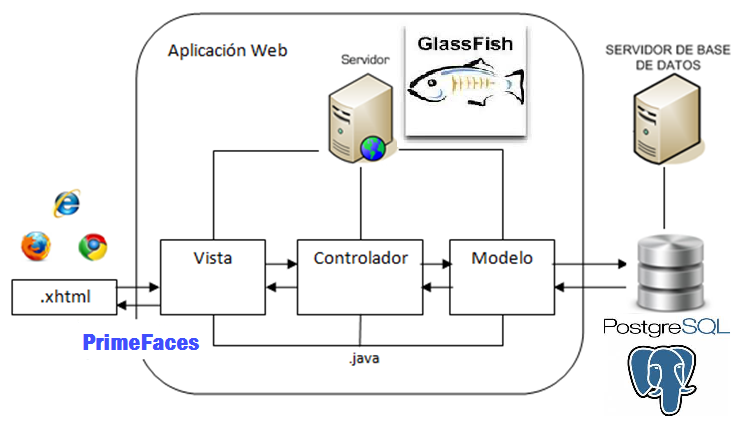 Aplicación Web
Servidor
GlassFish
SERVIDOR DE BASE
DE DATOS
Vista
Controlador
Modelo
.xhtml
PrimeFaces
.java
PostgreSQL